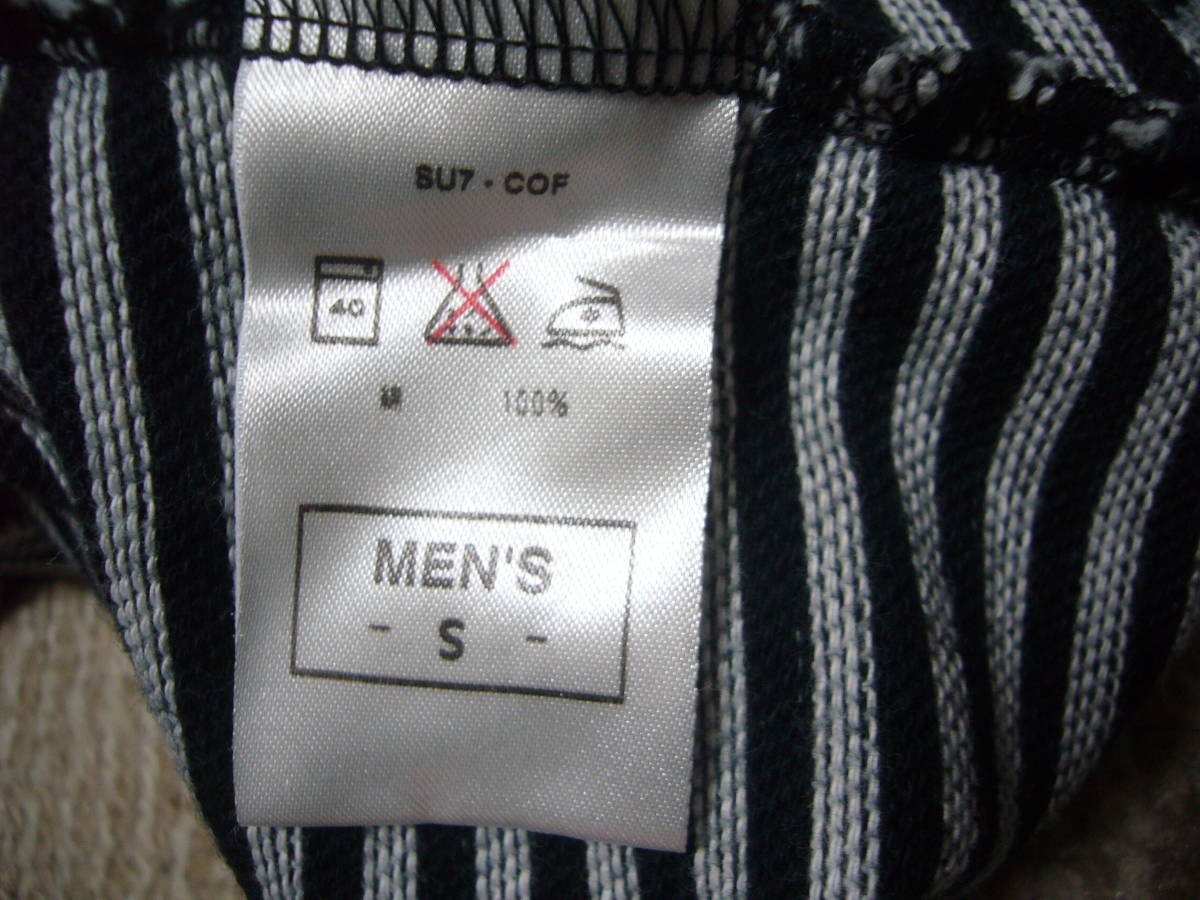 SU7 · COF
40
綿 100%
MEN'S
- S -